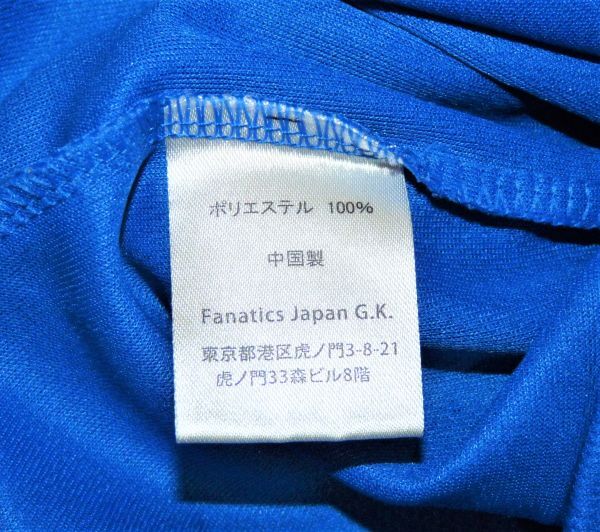 ポリエステル 100%
中国製
Fanatics Japan G.K.
東京都港区虎ノ門3-8-21
虎ノ門33森ビル8階